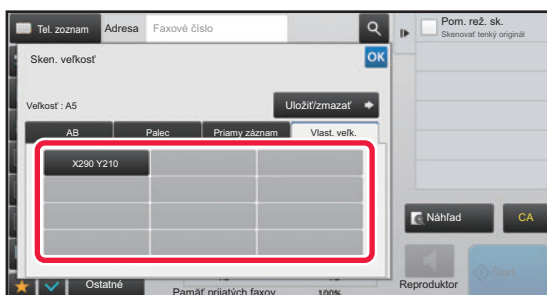 Tel. zoznam Adresa Faxové číslo
Pom. rež. sk.
Skenovať tenký originál
Sken. veľkosť OK
Veľkosť : A5 Uložiť/zmazať
AB Palec Priamy záznam Vlast. veľk.
X290 Y210
Náhľad CA
Ostatné
Pamäť prijatých faxov 100%
Reproduktor
Štart